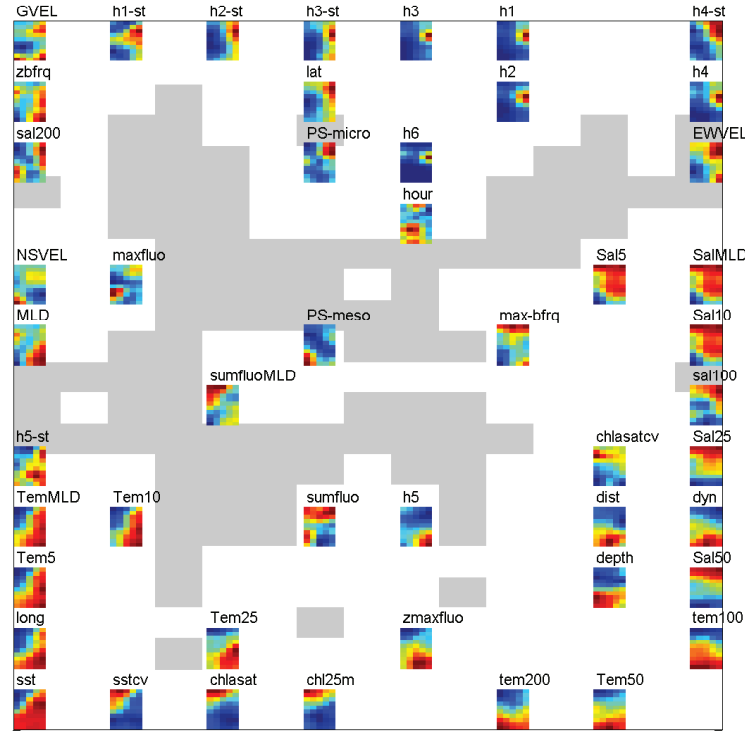 GVEL h1-st h2-st h3-st h3 h1 h4-st
zbfrq lat h2 h4
sal200 PS-micro h6 EWVEL
hour
NSVEL maxfluo Sal5 SalMLD
MLD PS-meso max-bfrq Sal10
sumfluoMLD sal100
h5-st chlasatcv Sal25
TemMLD Tem10 sumfluo h5 dist dyn
Tem5 depth Sal50
long Tem25 zmaxfluo tem100
sst sstcv chlasat chl25m tem200 Tem50